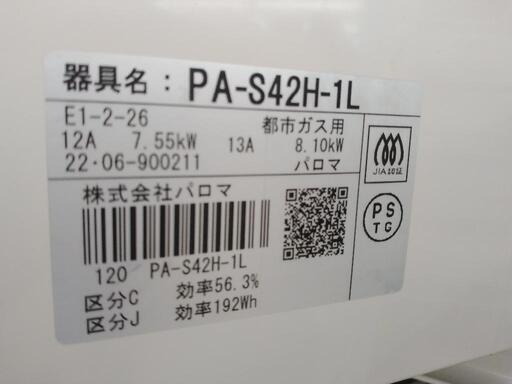 器具名：PA-S42H-1L
E1-2-26 都市ガス用
12A 7.55kW 13A 8.10kW
22・06-900211 パロマ
JIA認証
株式会社パロマ
PS
TG
120 PA-S42H-1L
区分C 効率56.3%
区分J 効率192Wh